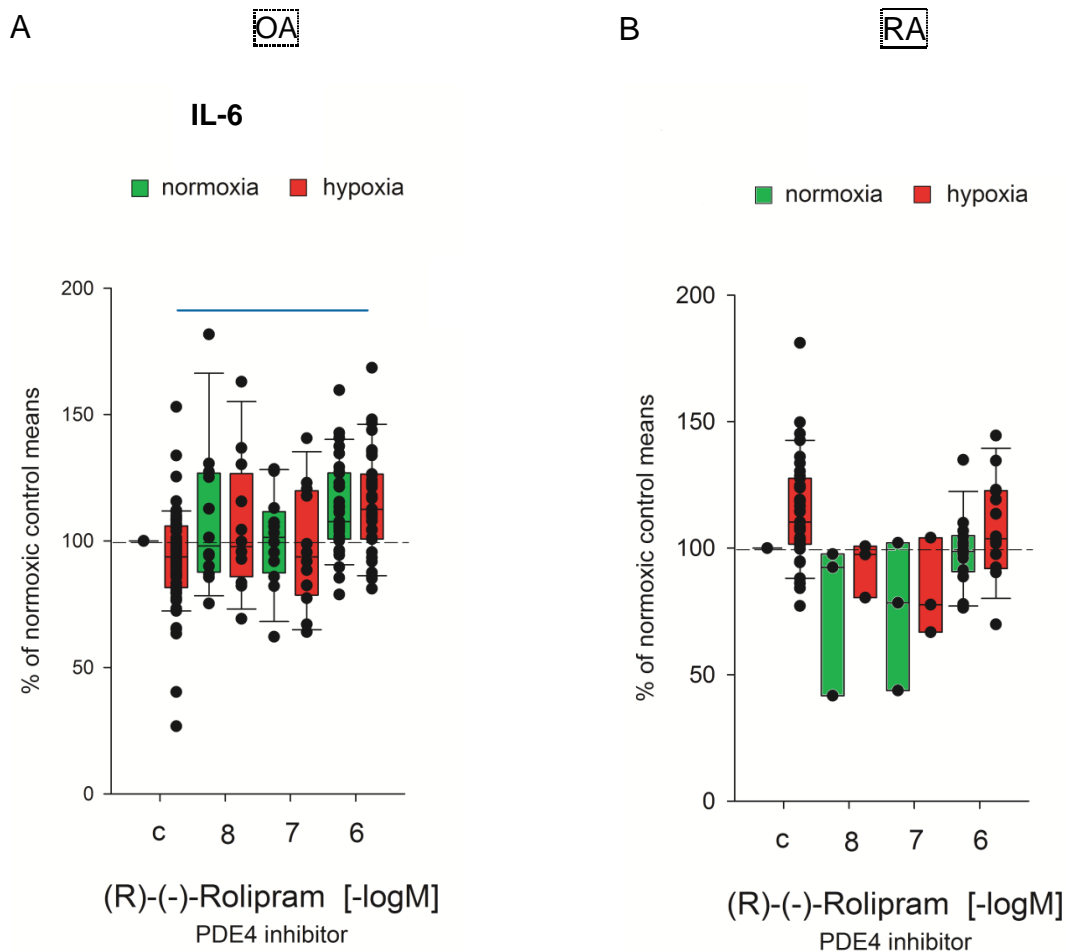 A
OA
IL-6
normoxia hypoxia
200
150
100
50
0
% of normoxic control means
c 8 7 6
(R)-(-)-Rolipram [-logM]
PDE4 inhibitor
B
RA
normoxia hypoxia
200
150
100
50
0
% of normoxic control means
c 8 7 6
(R)-(-)-Rolipram [-logM]
PDE4 inhibitor